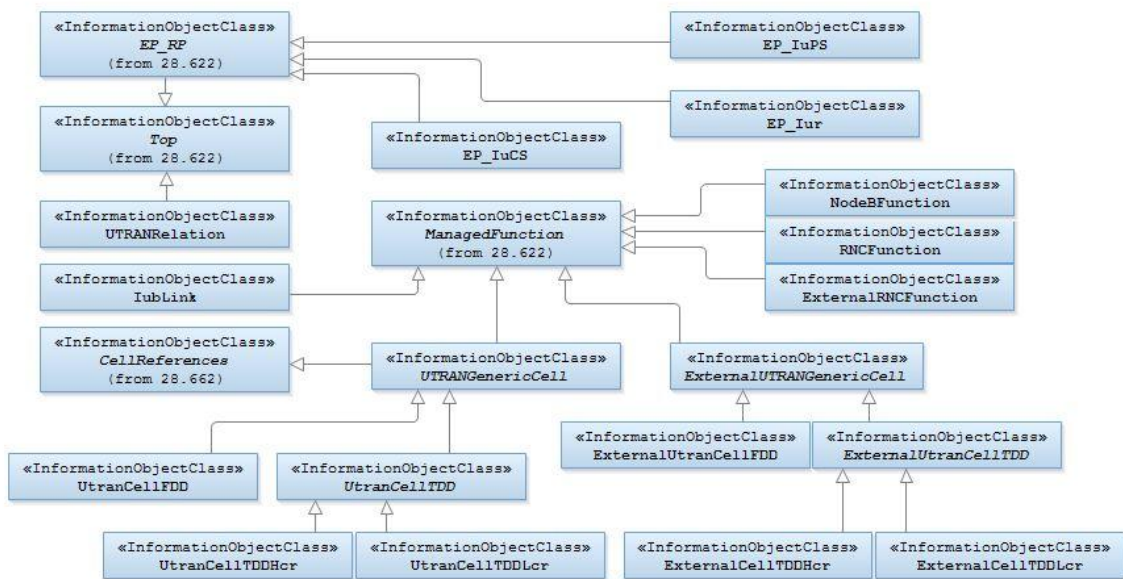 «InformationObjectClass»
EP_RP
(from 28.622)
«InformationObjectClass»
EP_IuPS
«InformationObjectClass»
Top
(from 28.622)
«InformationObjectClass»
EP_IuCS
«InformationObjectClass»
EP_Iur
«InformationObjectClass»
UTRANRelation
«InformationObjectClass»
ManagedFunction
(from 28.622)
«InformationObjectClass»
NodeBFunction
«InformationObjectClass»
RNCFunction
«InformationObjectClass»
ExternalRNCFunction
«InformationObjectClass»
IubLink
«InformationObjectClass»
CellReferences
(from 28.662)
«InformationObjectClass»
UTRANGenericCell
«InformationObjectClass»
ExternalUTRANGenericCell
«InformationObjectClass»
UtranCellFDD
«InformationObjectClass»
UtranCellTDD
«InformationObjectClass»
ExternalUtranCellFDD
«InformationObjectClass»
ExternalUtranCellTDD
«InformationObjectClass»
UtranCellTDDHcr
«InformationObjectClass»
UtranCellTDDLcr
«InformationObjectClass»
ExternalCellTDDHcr
«InformationObjectClass»
ExternalCellTDDLcr